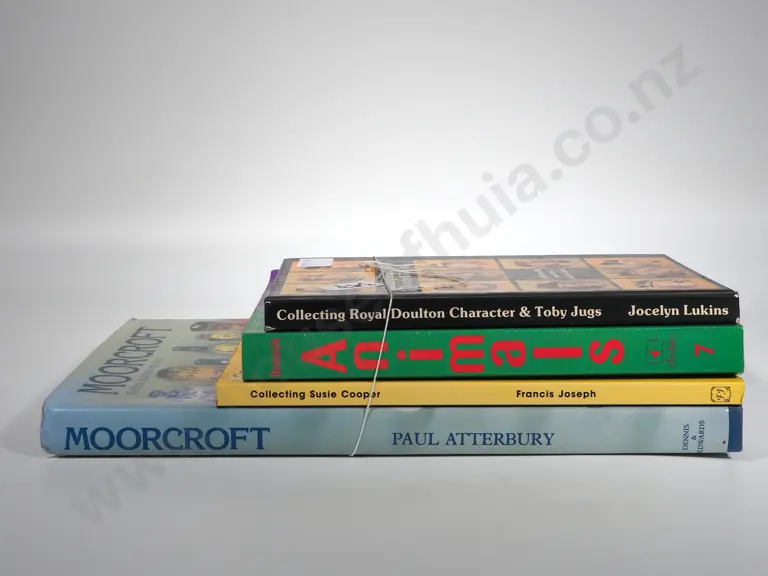 Collecting Royal Doulton Character & Toby Jugs Jocelyn Lukins
Animals 7
Collecting Susie Cooper Francis Joseph
MOORCROFT
MOORCROFT PAUL ATTERBURY DENNIS & EDWARDS